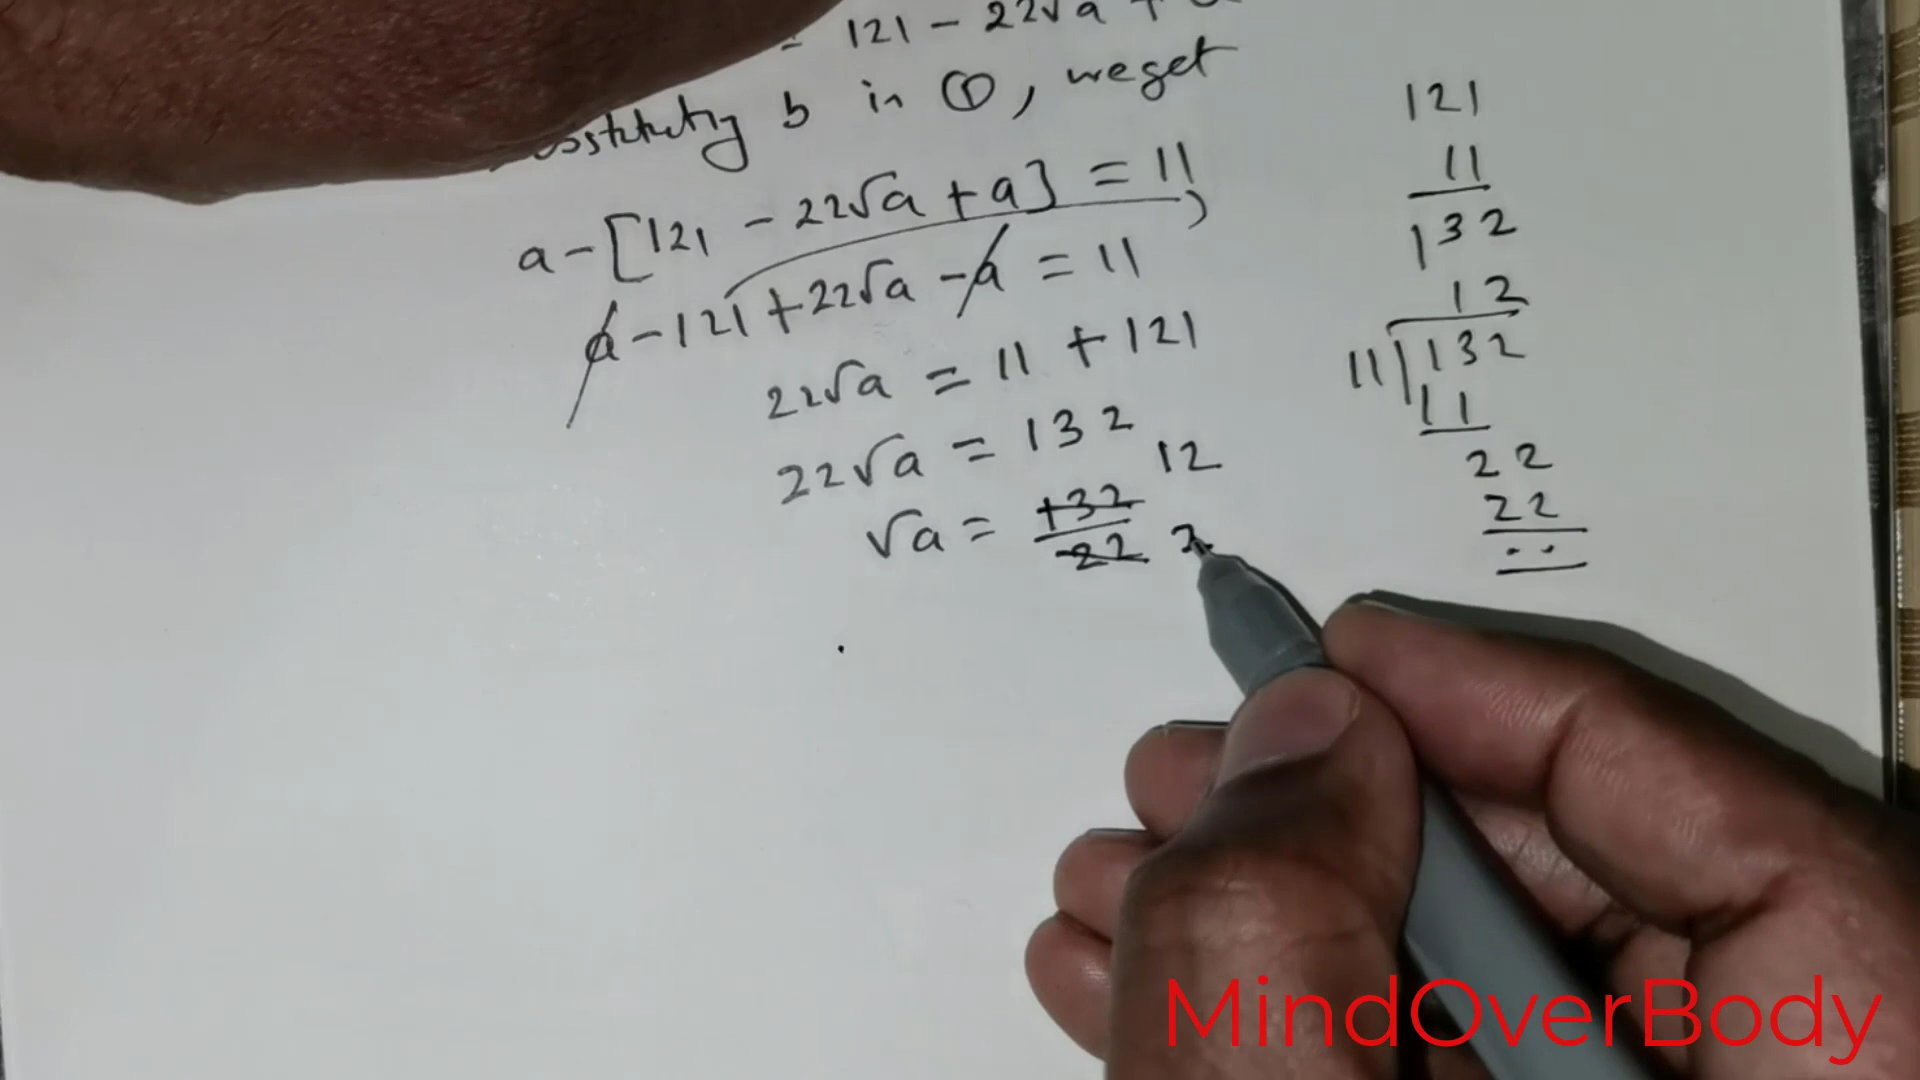 = 121 - 22√a +
b in ①, we get
a - [121 - 22√a + a] = 11
a - 121 + 22√a - a = 11
22√a = 11 + 121
22√a = 132
12
√a = 132/22 2
121
11
132
12
11)132
11
22
22
..
MindOverBody